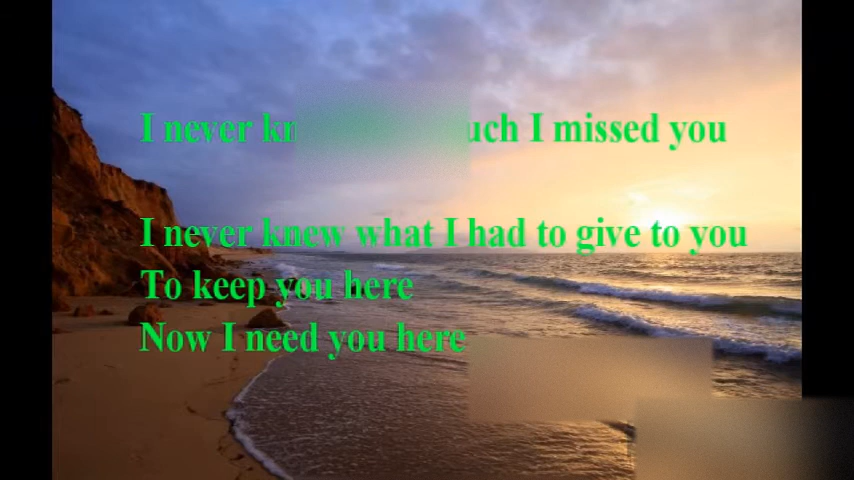 I never uch I missed you
I never knew what I had to give to you
To keep you here
Now I need you here